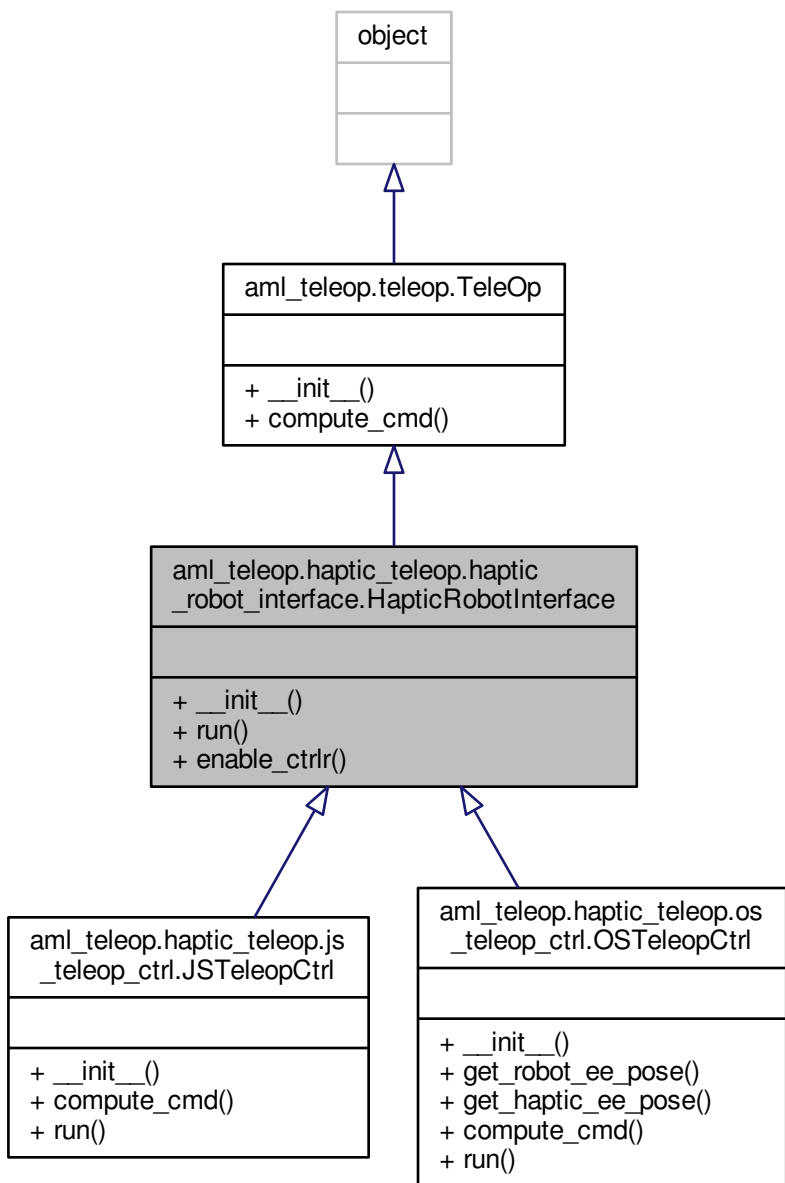 object
aml_teleop.teleop.TeleOp
+ __init__()
+ compute_cmd()
aml_teleop.haptic_teleop.haptic
_robot_interface.HapticRobotInterface
+ __init__()
+ run()
+ enable_ctrlr()
aml_teleop.haptic_teleop.js
_teleop_ctrl.JSTeleopCtrl
+ __init__()
+ compute_cmd()
+ run()
aml_teleop.haptic_teleop.os
_teleop_ctrl.OSTeleopCtrl
+ __init__()
+ get_robot_ee_pose()
+ get_haptic_ee_pose()
+ compute_cmd()
+ run()